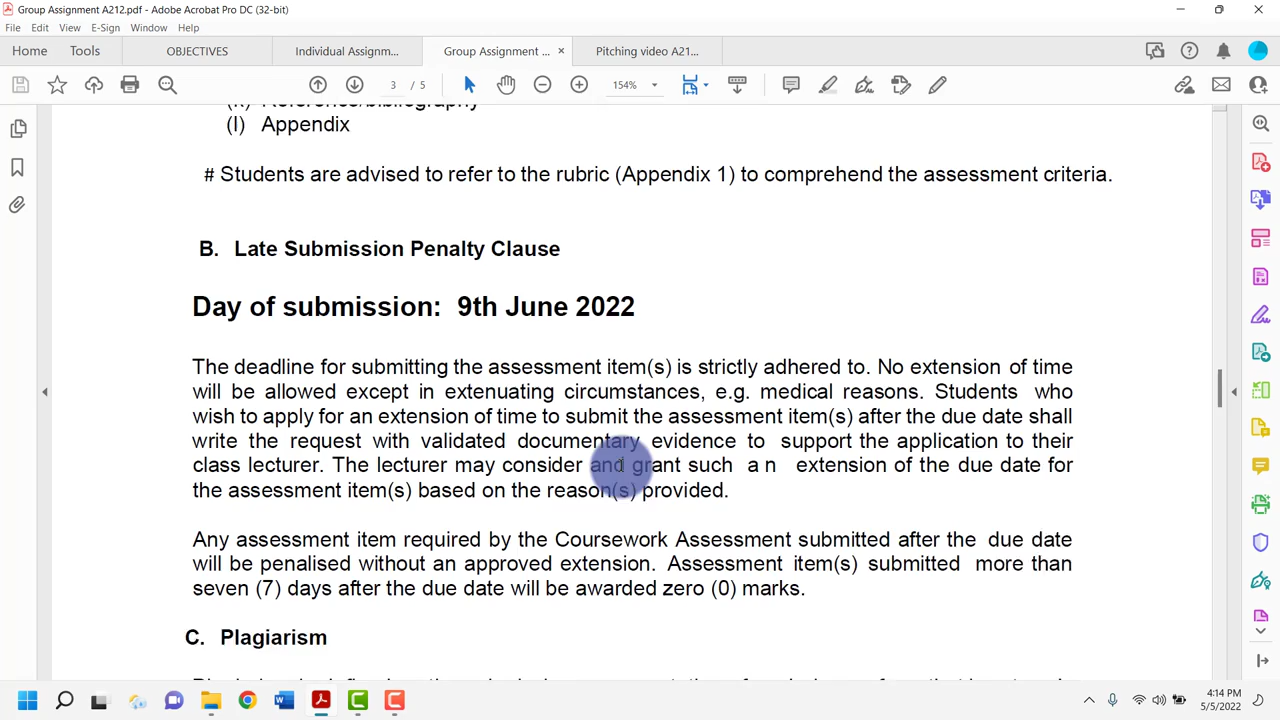 Group Assignment A212.pdf - Adobe Acrobat Pro DC (32-bit)
File Edit View E-Sign Window Help
Home Tools OBJECTIVES Individual Assignm... Group Assignment ... × Pitching video A21...
3 / 5 154%
(k) Reference/bibliography
(l) Appendix
# Students are advised to refer to the rubric (Appendix 1) to comprehend the assessment criteria.
B. Late Submission Penalty Clause
Day of submission: 9th June 2022
The deadline for submitting the assessment item(s) is strictly adhered to. No extension of time
will be allowed except in extenuating circumstances, e.g. medical reasons. Students who
wish to apply for an extension of time to submit the assessment item(s) after the due date shall
write the request with validated documentary evidence to support the application to their
class lecturer. The lecturer may consider and grant such a n extension of the due date for
the assessment item(s) based on the reason(s) provided.
Any assessment item required by the Coursework Assessment submitted after the due date
will be penalised without an approved extension. Assessment item(s) submitted more than
seven (7) days after the due date will be awarded zero (0) marks.
C. Plagiarism
4:14 PM
5/5/2022